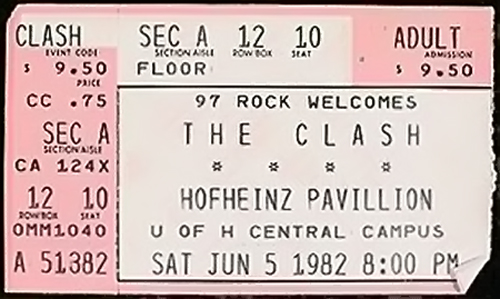 CLASH
EVENT CODE
$ 9.50
PRICE
CC .75
SEC A
SECTION/AISLE
CA 124X
12 10
ROW/BOX SEAT
OMM1040
A 51382
SEC A 12 10
SECTION/AISLE ROW/BOX SEAT
FLOOR
ADULT
ADMISSION
$ 9.50
97 ROCK WELCOMES
THE CLASH
* * * *
HOFHEINZ PAVILLION
U OF H CENTRAL CAMPUS
SAT JUN 5 1982 8:00 PM